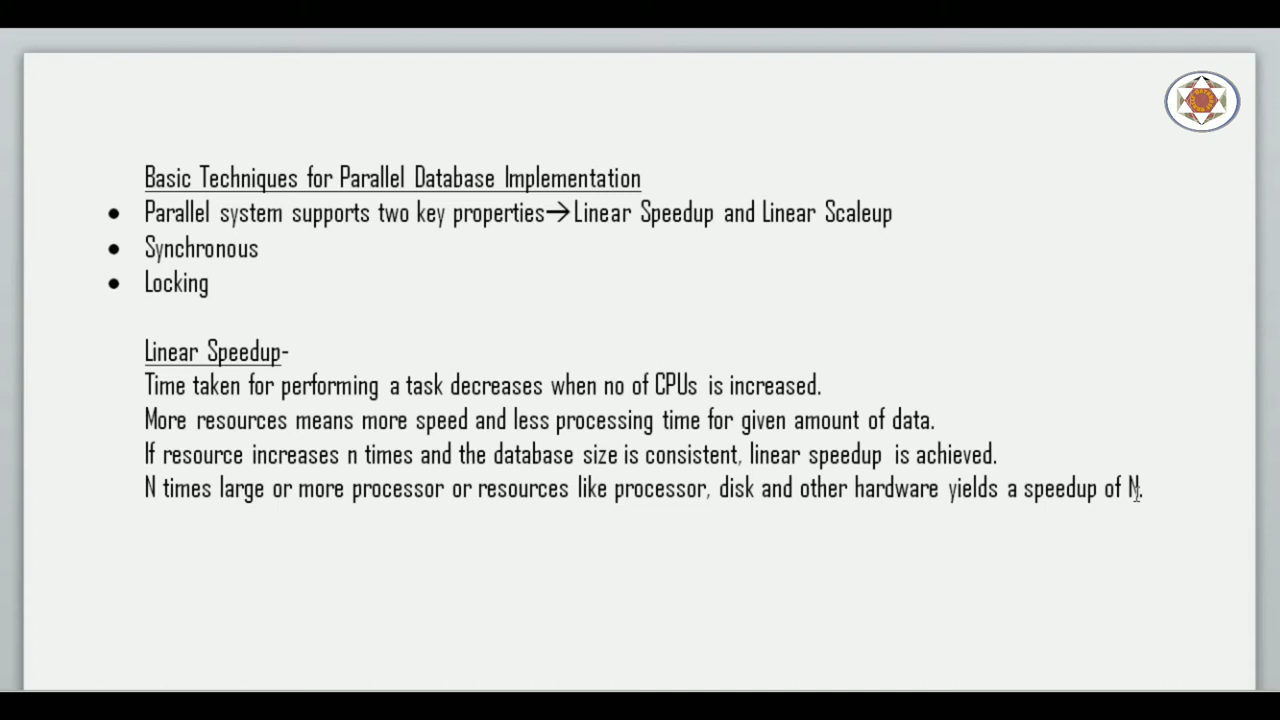 Basic Techniques for Parallel Database Implementation
● Parallel system supports two key properties→Linear Speedup and Linear Scaleup
● Synchronous
● Locking
Linear Speedup-
Time taken for performing a task decreases when no of CPUs is increased.
More resources means more speed and less processing time for given amount of data.
If resource increases n times and the database size is consistent, linear speedup is achieved.
N times large or more processor or resources like processor, disk and other hardware yields a speedup of N.